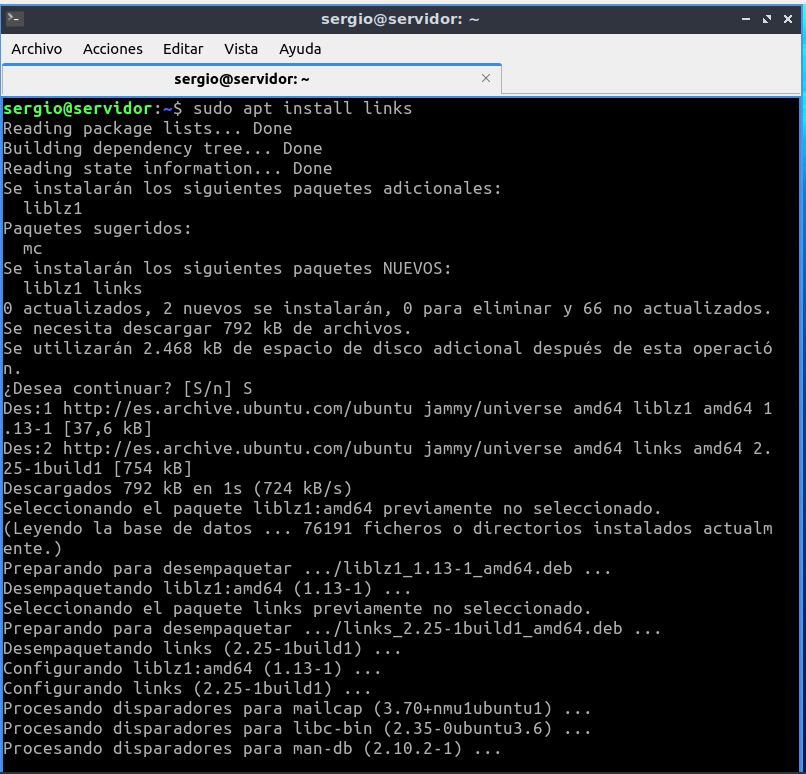 sergio@servidor: ~
Archivo Acciones Editar Vista Ayuda
sergio@servidor: ~
sergio@servidor:~$ sudo apt install links
Reading package lists... Done
Building dependency tree... Done
Reading state information... Done
Se instalarán los siguientes paquetes adicionales:
  liblz1
Paquetes sugeridos:
  mc
Se instalarán los siguientes paquetes NUEVOS:
  liblz1 links
0 actualizados, 2 nuevos se instalarán, 0 para eliminar y 66 no actualizados.
Se necesita descargar 792 kB de archivos.
Se utilizarán 2.468 kB de espacio de disco adicional después de esta operació
n.
¿Desea continuar? [S/n] S
Des:1 http://es.archive.ubuntu.com/ubuntu jammy/universe amd64 liblz1 amd64 1
.13-1 [37,6 kB]
Des:2 http://es.archive.ubuntu.com/ubuntu jammy/universe amd64 links amd64 2.
25-1build1 [754 kB]
Descargados 792 kB en 1s (724 kB/s)
Seleccionando el paquete liblz1:amd64 previamente no seleccionado.
(Leyendo la base de datos ... 76191 ficheros o directorios instalados actualm
ente.)
Preparando para desempaquetar .../liblz1_1.13-1_amd64.deb ...
Desempaquetando liblz1:amd64 (1.13-1) ...
Seleccionando el paquete links previamente no seleccionado.
Preparando para desempaquetar .../links_2.25-1build1_amd64.deb ...
Desempaquetando links (2.25-1build1) ...
Configurando liblz1:amd64 (1.13-1) ...
Configurando links (2.25-1build1) ...
Procesando disparadores para mailcap (3.70+nmu1ubuntu1) ...
Procesando disparadores para libc-bin (2.35-0ubuntu3.6) ...
Procesando disparadores para man-db (2.10.2-1) ...